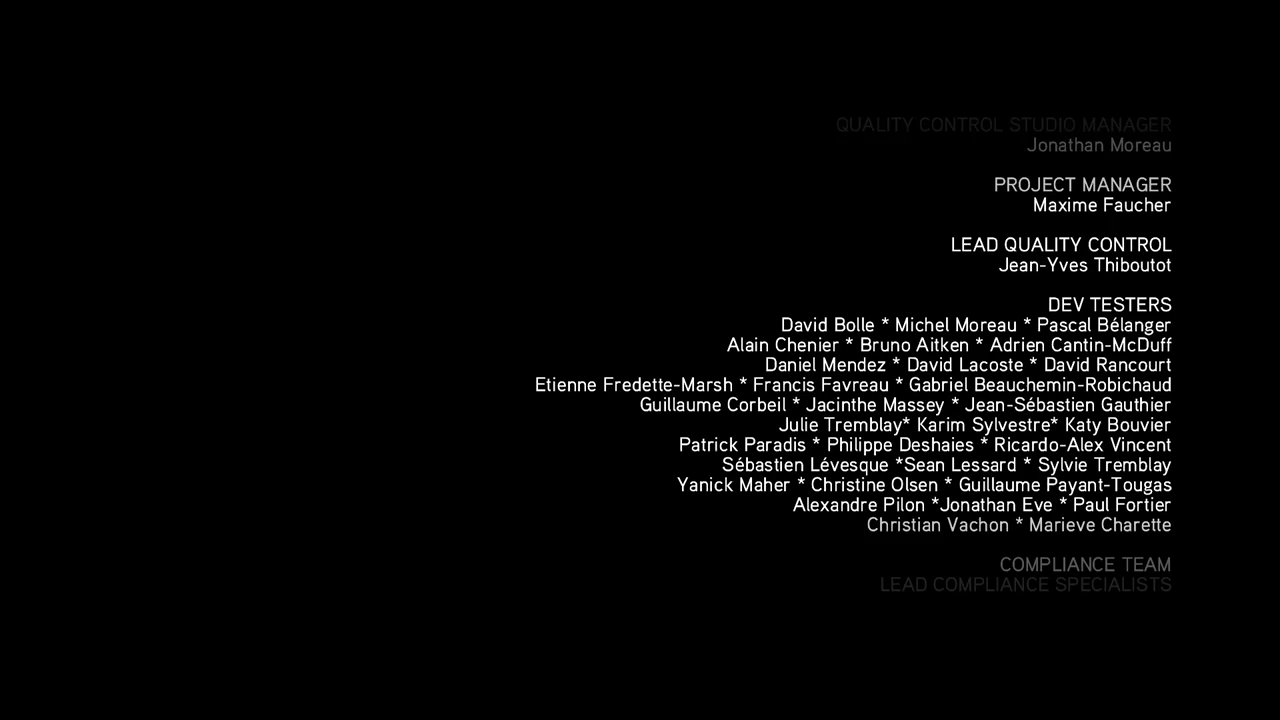 QUALITY CONTROL STUDIO MANAGER
Jonathan Moreau
PROJECT MANAGER
Maxime Faucher
LEAD QUALITY CONTROL
Jean-Yves Thiboutot
DEV TESTERS
David Bolle * Michel Moreau * Pascal Bélanger
Alain Chenier * Bruno Aitken * Adrien Cantin-McDuff
Daniel Mendez * David Lacoste * David Rancourt
Etienne Fredette-Marsh * Francis Favreau * Gabriel Beauchemin-Robichaud
Guillaume Corbeil * Jacinthe Massey * Jean-Sébastien Gauthier
Julie Tremblay* Karim Sylvestre* Katy Bouvier
Patrick Paradis * Philippe Deshaies * Ricardo-Alex Vincent
Sébastien Lévesque *Sean Lessard * Sylvie Tremblay
Yanick Maher * Christine Olsen * Guillaume Payant-Tougas
Alexandre Pilon *Jonathan Eve * Paul Fortier
Christian Vachon * Marieve Charette
COMPLIANCE TEAM
LEAD COMPLIANCE SPECIALISTS